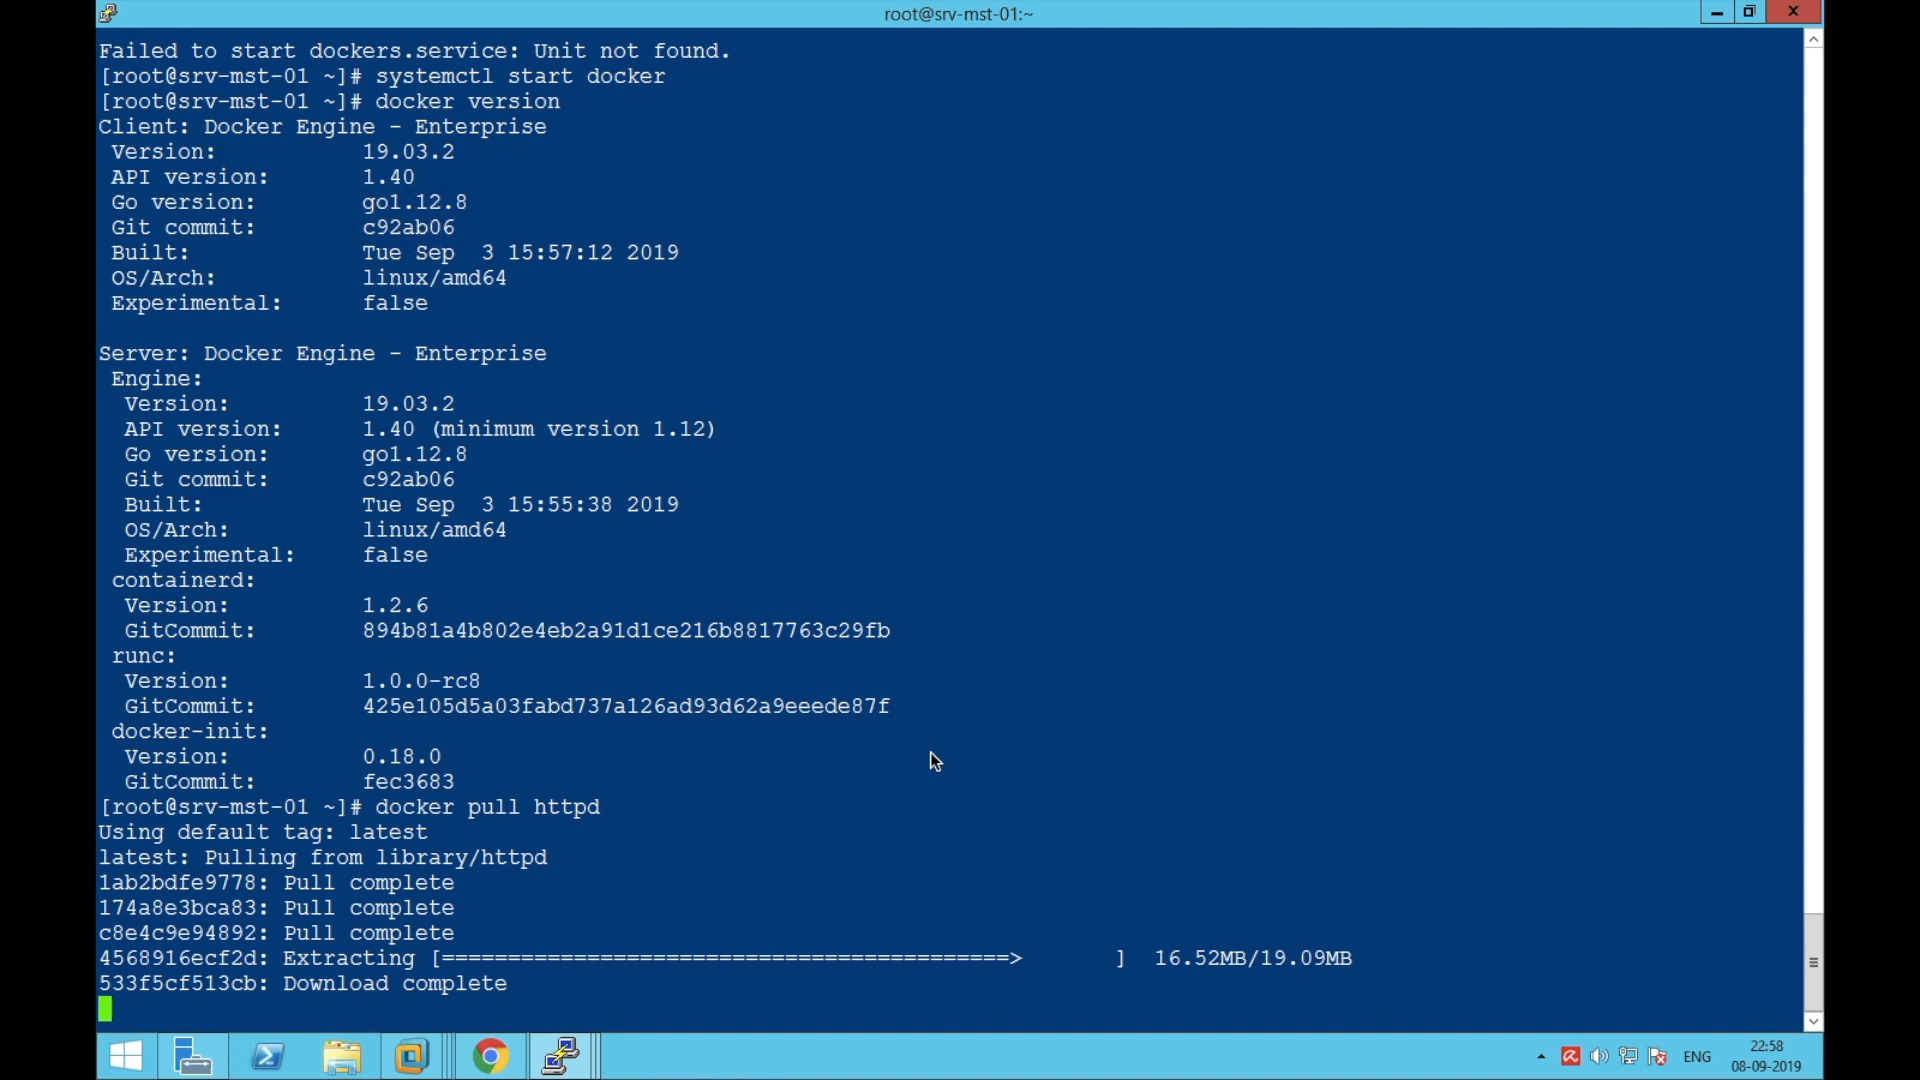 root@srv-mst-01:~
Failed to start dockers.service: Unit not found.
[root@srv-mst-01 ~]# systemctl start docker
[root@srv-mst-01 ~]# docker version
Client: Docker Engine - Enterprise
 Version:           19.03.2
 API version:       1.40
 Go version:        go1.12.8
 Git commit:        c92ab06
 Built:             Tue Sep  3 15:57:12 2019
 OS/Arch:           linux/amd64
 Experimental:      false
Server: Docker Engine - Enterprise
 Engine:
  Version:          19.03.2
  API version:      1.40 (minimum version 1.12)
  Go version:       go1.12.8
  Git commit:       c92ab06
  Built:            Tue Sep  3 15:55:38 2019
  OS/Arch:          linux/amd64
  Experimental:     false
 containerd:
  Version:          1.2.6
  GitCommit:        894b81a4b802e4eb2a91d1ce216b8817763c29fb
 runc:
  Version:          1.0.0-rc8
  GitCommit:        425e105d5a03fabd737a126ad93d62a9eeede87f
 docker-init:
  Version:          0.18.0
  GitCommit:        fec3683
[root@srv-mst-01 ~]# docker pull httpd
Using default tag: latest
latest: Pulling from library/httpd
1ab2bdfe9778: Pull complete
174a8e3bca83: Pull complete
c8e4c9e94892: Pull complete
4568916ecf2d: Extracting [===========================================>       ]  16.52MB/19.09MB
533f5cf513cb: Download complete
ENG
22:58
08-09-2019